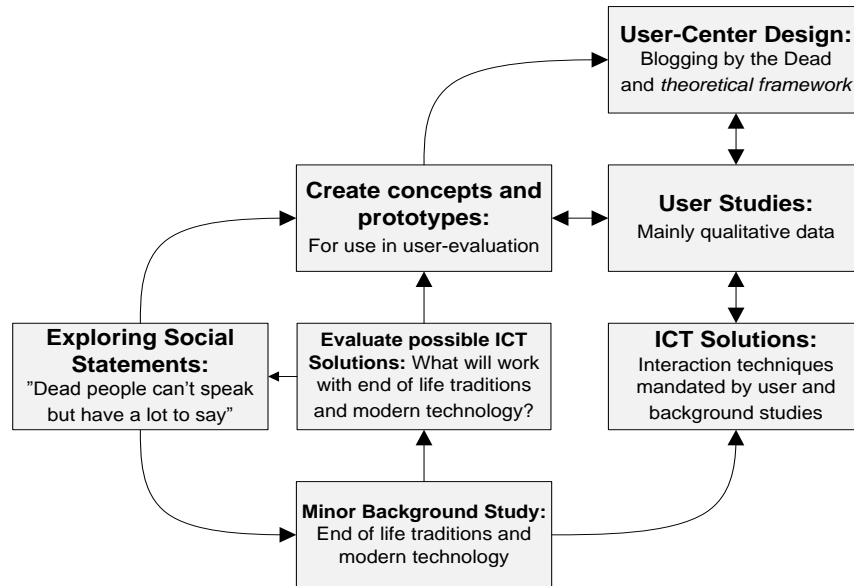 User-Center Design:
Blogging by the Dead
and theoretical framework
Create concepts and
prototypes:
For use in user-evaluation
User Studies:
Mainly qualitative data
Exploring Social
Statements:
”Dead people can’t speak
but have a lot to say”
Evaluate possible ICT
Solutions: What will work
with end of life traditions
and modern technology?
ICT Solutions:
Interaction techniques
mandated by user and
background studies
Minor Background Study:
End of life traditions and
modern technology